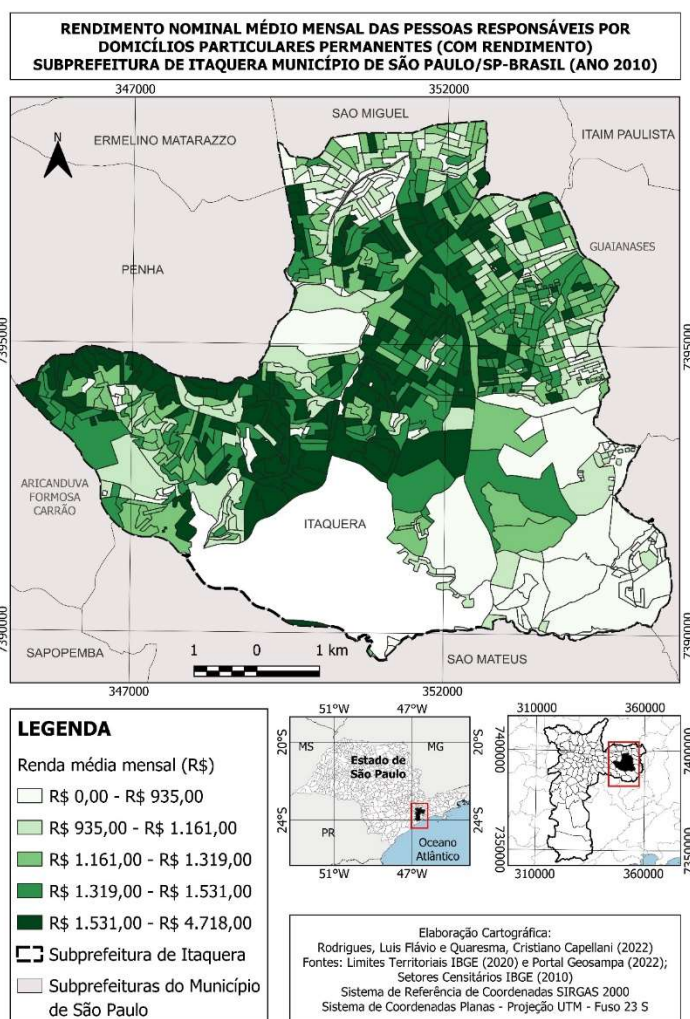 RENDIMENTO NOMINAL MÉDIO MENSAL DAS PESSOAS RESPONSÁVEIS POR
DOMICÍLIOS PARTICULARES PERMANENTES (COM RENDIMENTO)
SUBPREFEITURA DE ITAQUERA MUNICÍPIO DE SÃO PAULO/SP-BRASIL (ANO 2010)
347000
352000
SAO MIGUEL
ERMELINO MATARAZZO
ITAIM PAULISTA
N
GUAIANASES
PENHA
7395000
7395000
ARICANDUVA
FORMOSA
CARRÃO
ITAQUERA
7390000
7390000
SAPOPEMBA
1 0 1 km
SAO MATEUS
347000
352000
LEGENDA
Renda média mensal (R$)
R$ 0,00 - R$ 935,00
R$ 935,00 - R$ 1.161,00
R$ 1.161,00 - R$ 1.319,00
R$ 1.319,00 - R$ 1.531,00
R$ 1.531,00 - R$ 4.718,00
Subprefeitura de Itaquera
Subprefeituras do Município
de São Paulo
51°W 47°W
20°S
20°S
MS
MG
Estado de
São Paulo
24°S
24°S
PR
Oceano
Atlântico
51°W 47°W
310000 360000
7400000
7400000
7350000
7350000
310000 360000
Elaboração Cartográfica:
Rodrigues, Luis Flávio e Quaresma, Cristiano Capellani (2022)
Fontes: Limites Territoriais IBGE (2020) e Portal Geosampa (2022);
Setores Censitários IBGE (2010)
Sistema de Referência de Coordenadas SIRGAS 2000
Sistema de Coordenadas Planas - Projeção UTM - Fuso 23 S